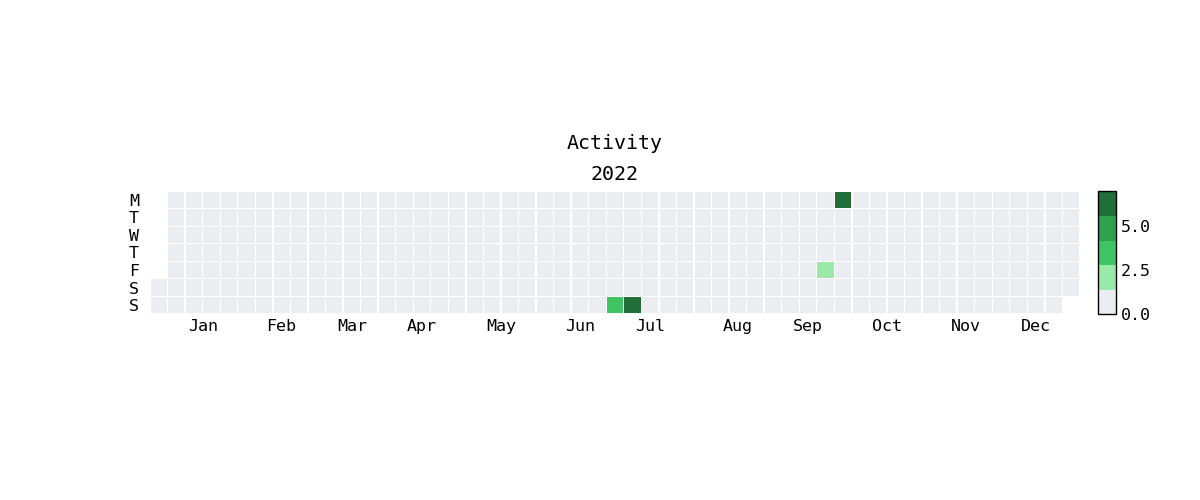 Activity
2022
M
T
W
T
F
S
S
Jan Feb Mar Apr May Jun Jul Aug Sep Oct Nov Dec
5.0
2.5
0.0